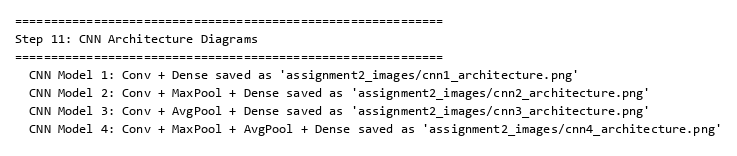 ============================================================
Step 11: CNN Architecture Diagrams
============================================================
CNN Model 1: Conv + Dense saved as 'assignment2_images/cnn1_architecture.png'
CNN Model 2: Conv + MaxPool + Dense saved as 'assignment2_images/cnn2_architecture.png'
CNN Model 3: Conv + AvgPool + Dense saved as 'assignment2_images/cnn3_architecture.png'
CNN Model 4: Conv + MaxPool + AvgPool + Dense saved as 'assignment2_images/cnn4_architecture.png'